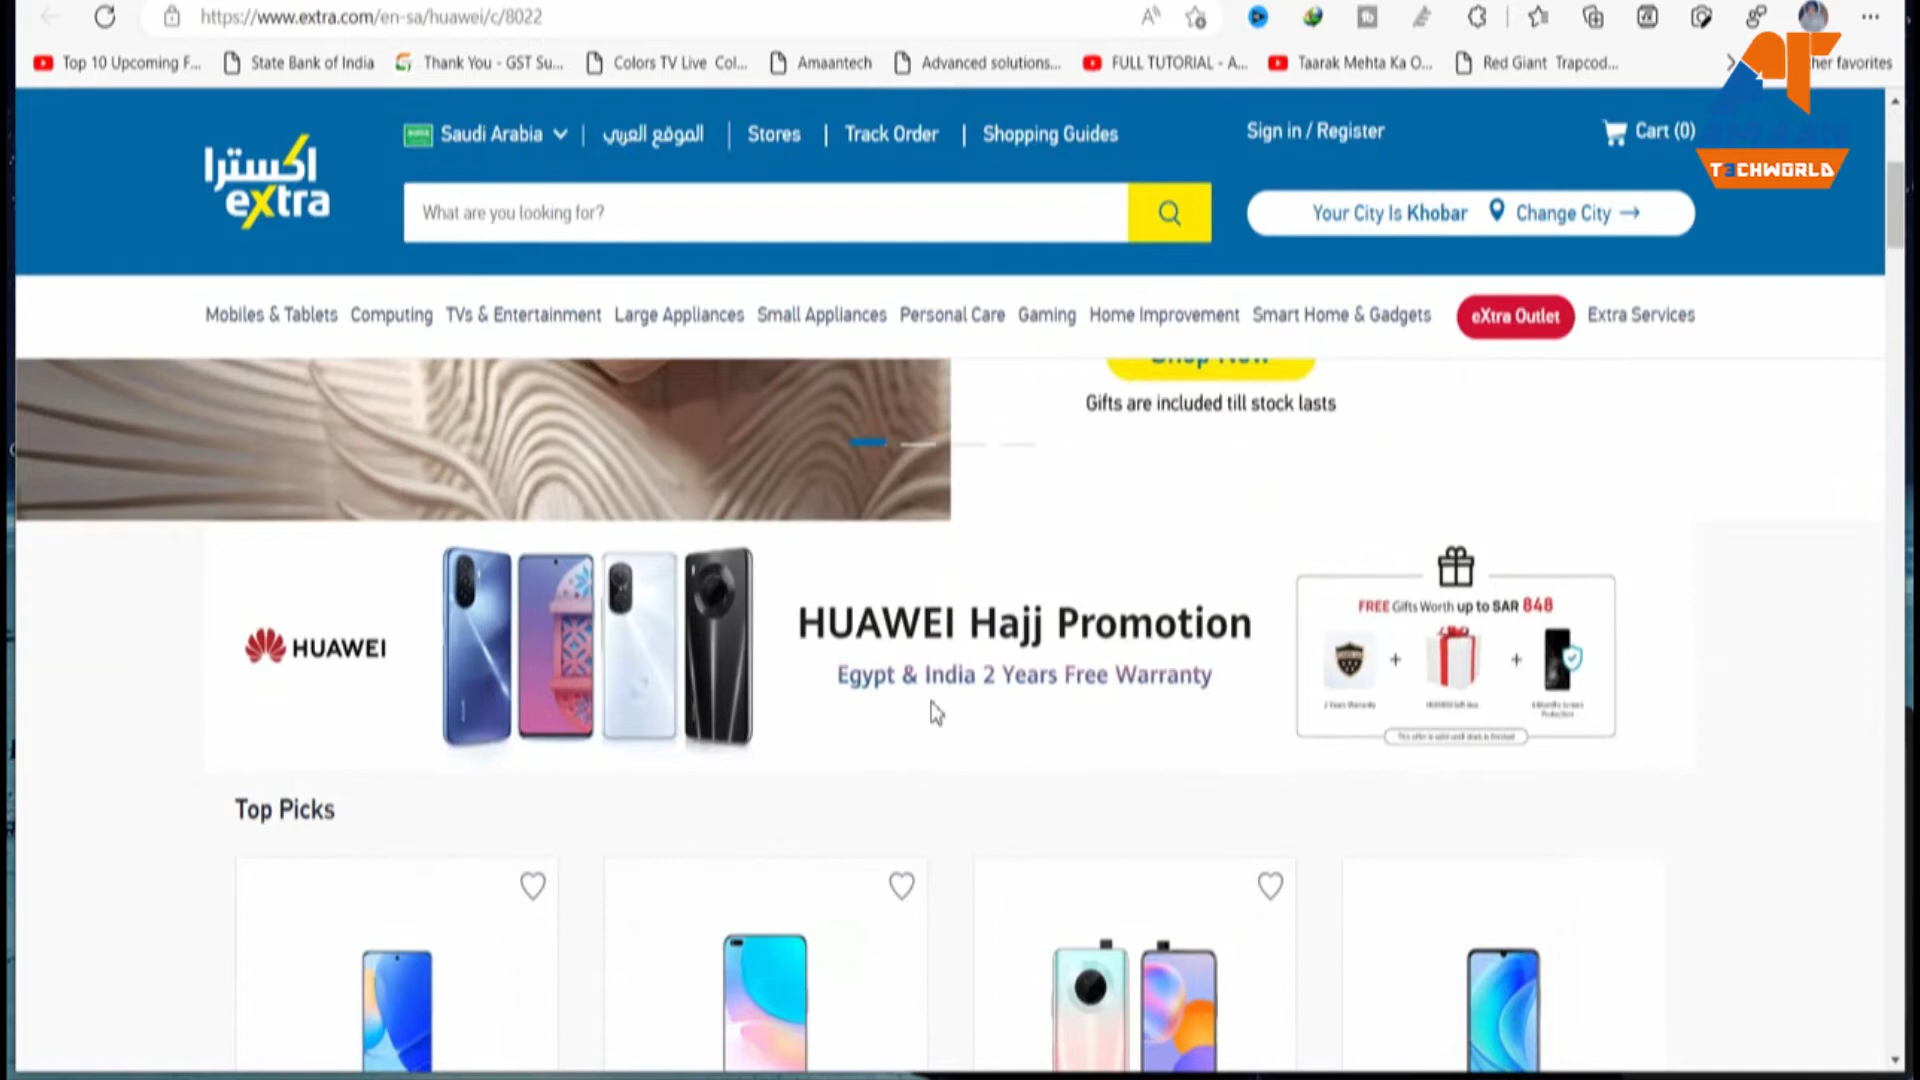 https://www.extra.com/en-sa/huawei/c/8022
Top 10 Upcoming F...
State Bank of India
Thank You - GST Su...
Colors TV Live Col...
Amaantech
Advanced solutions...
FULL TUTORIAL - A...
Taarak Mehta Ka O...
Red Giant Trapcod...
her favorites
AT
T3CHWORLD
اكسترا
eXtra
Saudi Arabia
الموقع العربي
Stores
Track Order
Shopping Guides
Sign in / Register
Cart (0)
What are you looking for?
Your City Is Khobar
Change City →
Mobiles & Tablets
Computing
TVs & Entertainment
Large Appliances
Small Appliances
Personal Care
Gaming
Home Improvement
Smart Home & Gadgets
eXtra Outlet
Extra Services
Shop Now
Gifts are included till stock lasts
HUAWEI
HUAWEI Hajj Promotion
Egypt & India 2 Years Free Warranty
FREE Gifts Worth up to SAR 848
2 Years Warranty
Top Picks